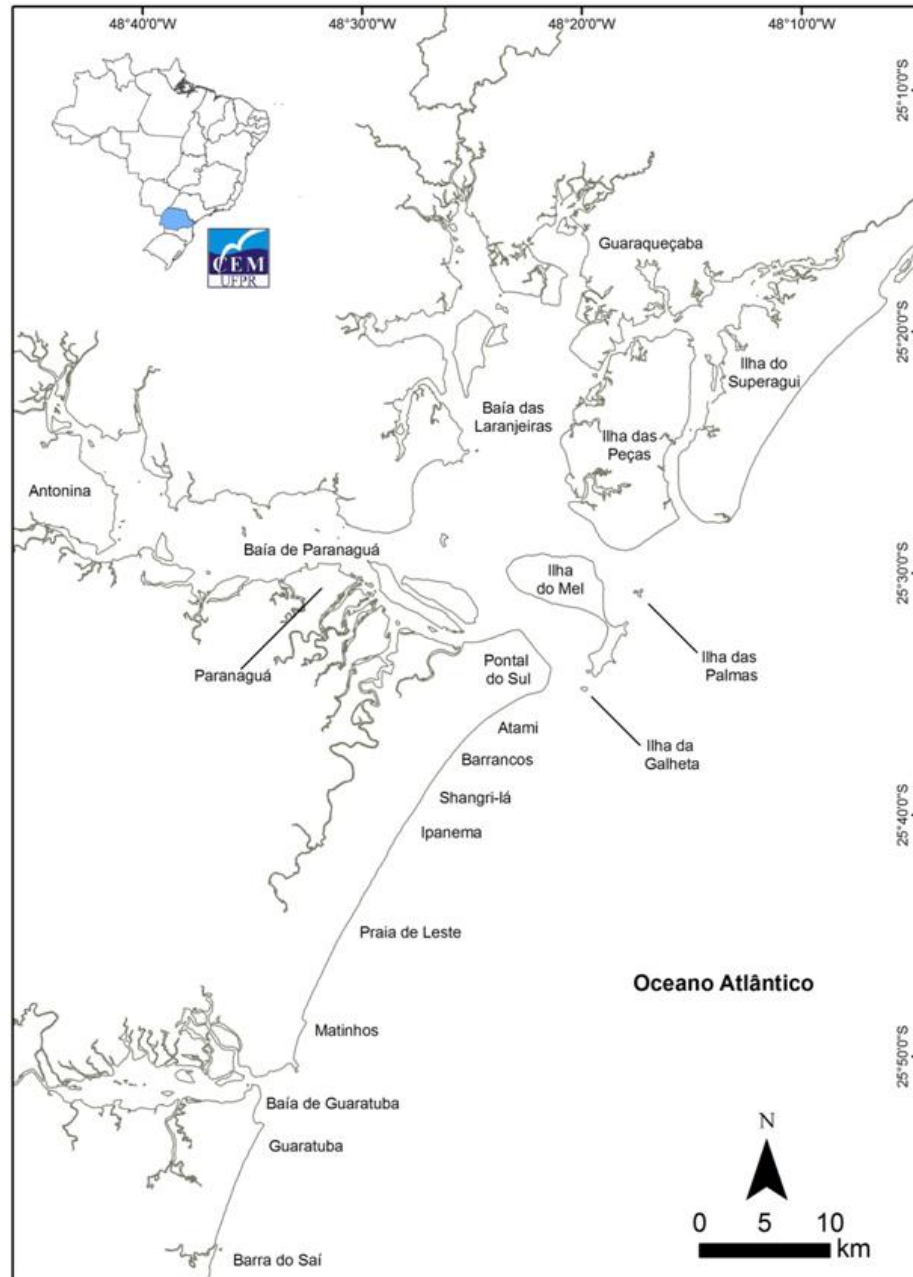 48°40'0"W
48°30'0"W
48°20'0"W
48°10'0"W
25°10'0"S
CEM
UFPR
Guaraqueçaba
25°20'0"S
Ilha do
Superagui
Baía das
Laranjeiras
Ilha das
Peças
Antonina
Baía de Paranaguá
Ilha
do Mel
25°30'0"S
Paranaguá
Pontal
do Sul
Ilha das
Palmas
Atami
Ilha da
Galheta
Barrancos
Shangri-lá
Ipanema
25°40'0"S
Praia de Leste
Oceano Atlântico
Matinhos
25°50'0"S
Baía de Guaratuba
Guaratuba
N
0 5 10
km
Barra do Saí